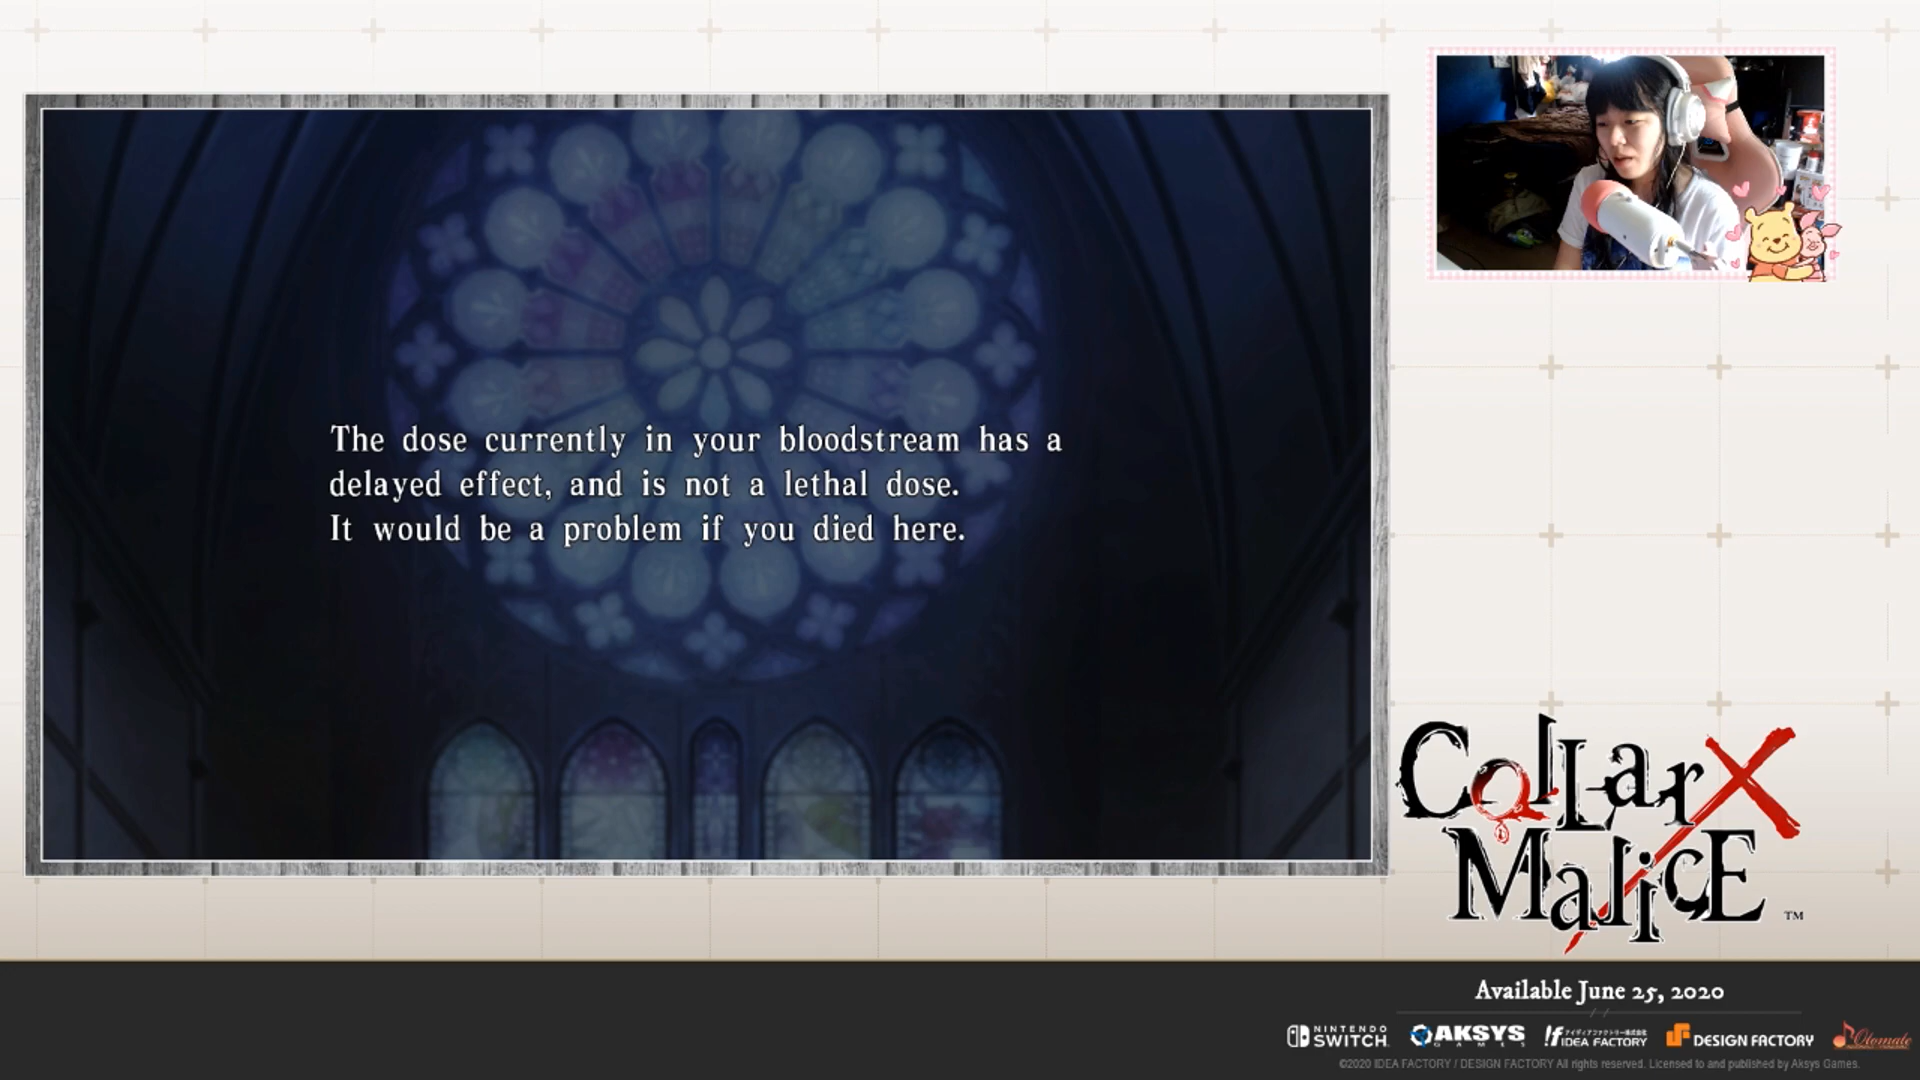 The dose currently in your bloodstream has a
delayed effect, and is not a lethal dose.
It would be a problem if you died here.
Collar X
Malice ™
Available June 25, 2020
NINTENDO
SWITCH
AKSYS
GAMES
IDEA FACTORY
DESIGN FACTORY
Otomate
©2020 IDEA FACTORY / DESIGN FACTORY All rights reserved. Licensed to and published by Aksys Games.